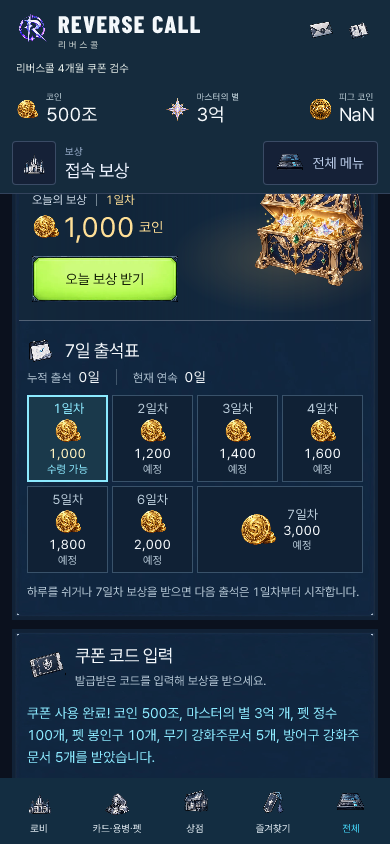 REVERSE CALL
리버스콜
리버스콜 4개월 쿠폰 검수
코인
500조
마스터의 별
3억
피그 코인
NaN
보상
접속 보상
전체 메뉴
오늘의 보상 | 1일차
1,000 코인
오늘 보상 받기
7일 출석표
누적 출석 0일 | 현재 연속 0일
1일차
1,000
수령 가능
2일차
1,200
예정
3일차
1,400
예정
4일차
1,600
예정
5일차
1,800
예정
6일차
2,000
예정
7일차
3,000
예정
하루를 쉬거나 7일차 보상을 받으면 다음 출석은 1일차부터 시작합니다.
쿠폰 코드 입력
발급받은 코드를 입력해 보상을 받으세요.
쿠폰 사용 완료! 코인 500조, 마스터의 별 3억 개, 펫 정수
100개, 펫 봉인구 10개, 무기 강화주문서 5개, 방어구 강화주
문서 5개를 받았습니다.
로비
카드·용병·펫
상점
즐겨찾기
전체